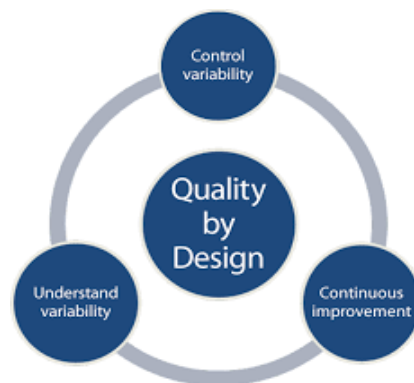 Control
variability
Quality
by
Design
Understand
variability
Continuous
improvement